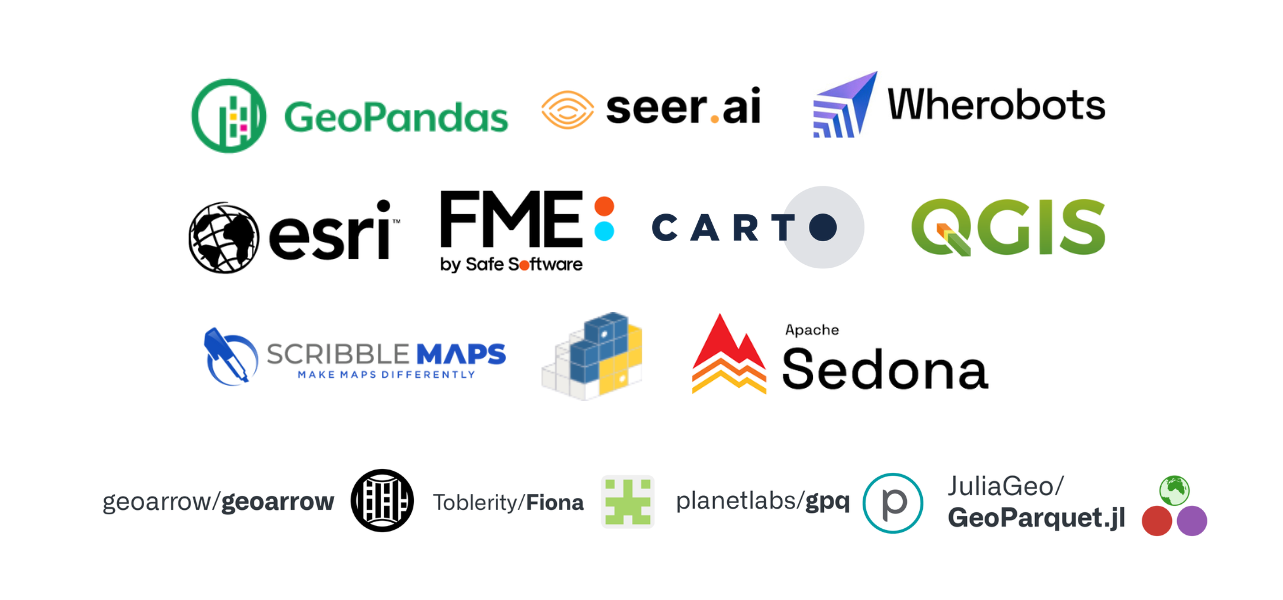 GeoPandas
seer.ai
Wherobots
esri™
FME
by Safe Software
CARTO
QGIS
SCRIBBLE MAPS
MAKE MAPS DIFFERENTLY
Apache
Sedona
geoarrow/geoarrow
Toblerity/Fiona
planetlabs/gpq
p
JuliaGeo/
GeoParquet.jl